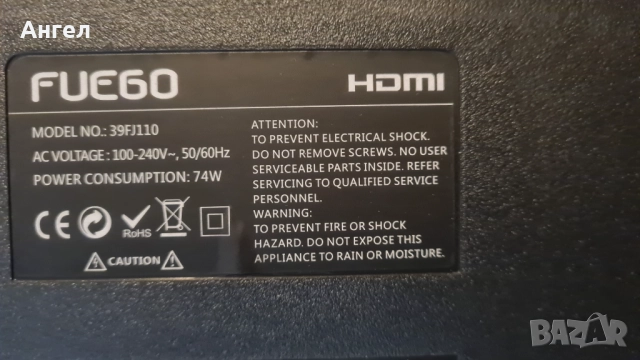 Ангел
FUEGO
HDMI
MODEL NO.: 39FJ110
AC VOLTAGE : 100-240V~, 50/60Hz
POWER CONSUMPTION: 74W
CE
RoHS
CAUTION
ATTENTION:
TO PREVENT ELECTRICAL SHOCK.
DO NOT REMOVE SCREWS. NO USER
SERVICEABLE PARTS INSIDE. REFER
SERVICING TO QUALIFIED SERVICE
PERSONNEL.
WARNING:
TO PREVENT FIRE OR SHOCK
HAZARD. DO NOT EXPOSE THIS
APPLIANCE TO RAIN OR MOISTURE.
BAZAR